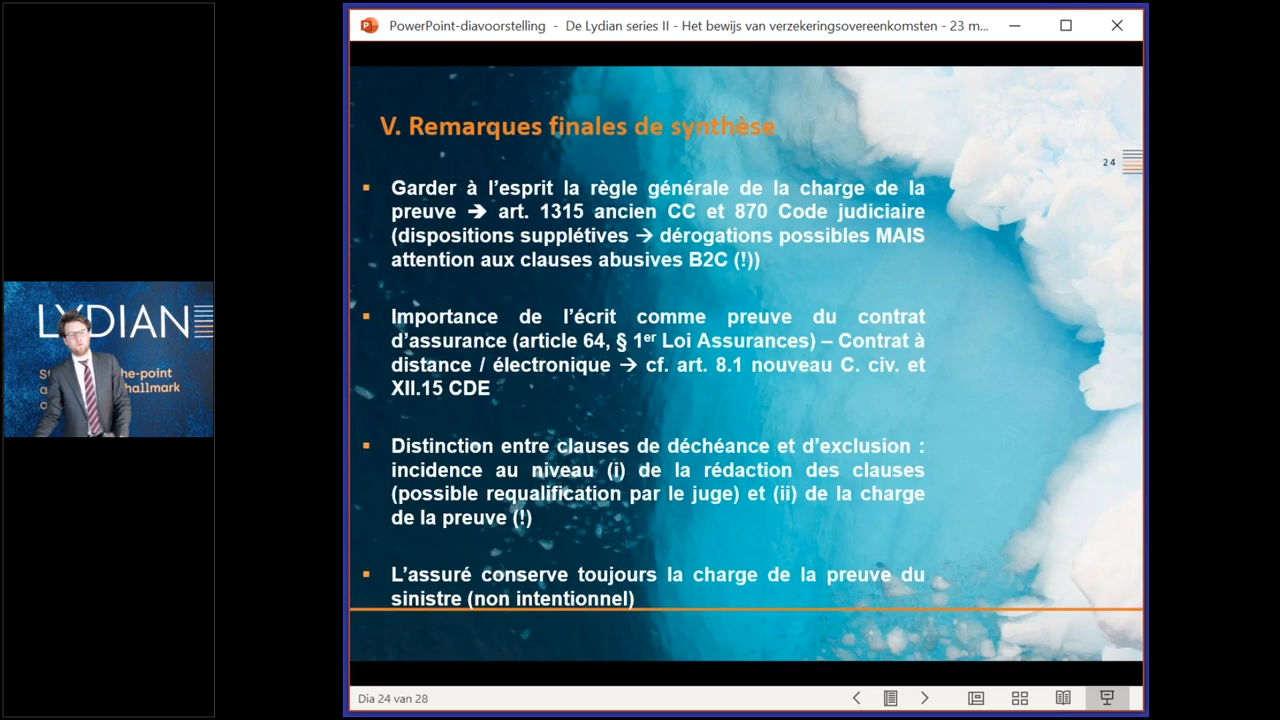 PowerPoint-diavoorstelling - De Lydian series II - Het bewijs van verzekeringsovereenkomsten - 23 m...
V. Remarques finales de synthèse
24
▪ Garder à l'esprit la règle générale de la charge de la
preuve ➔ art. 1315 ancien CC et 870 Code judiciaire
(dispositions supplétives → dérogations possibles MAIS
attention aux clauses abusives B2C (!))
▪ Importance de l'écrit comme preuve du contrat
d'assurance (article 64, § 1er Loi Assurances) – Contrat à
distance / électronique → cf. art. 8.1 nouveau C. civ. et
XII.15 CDE
▪ Distinction entre clauses de déchéance et d'exclusion :
incidence au niveau (i) de la rédaction des clauses
(possible requalification par le juge) et (ii) de la charge
de la preuve (!)
▪ L'assuré conserve toujours la charge de la preuve du
sinistre (non intentionnel)
Dia 24 van 28
LYDIAN
he-point
hallmark